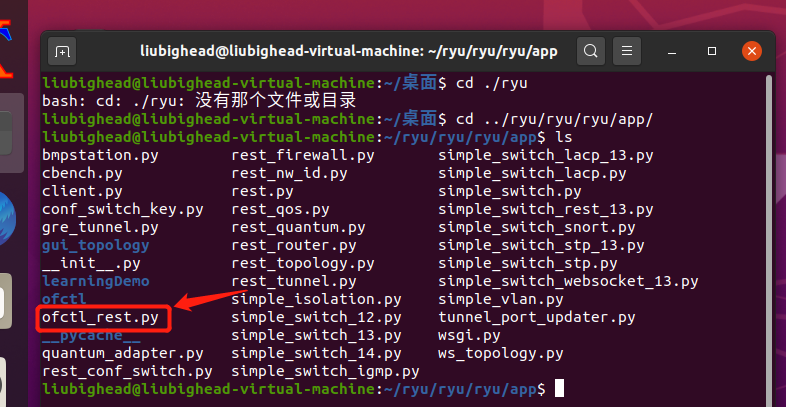 liubighead@liubighead-virtual-machine: ~/ryu/ryu/ryu/app
liubighead@liubighead-virtual-machine:~/桌面$ cd ./ryu
bash: cd: ./ryu: 没有那个文件或目录
liubighead@liubighead-virtual-machine:~/桌面$ cd ../ryu/ryu/ryu/app/
liubighead@liubighead-virtual-machine:~/ryu/ryu/ryu/app$ ls
bmpstation.py rest_firewall.py simple_switch_lacp_13.py
cbench.py rest_nw_id.py simple_switch_lacp.py
client.py rest.py simple_switch.py
conf_switch_key.py rest_qos.py simple_switch_rest_13.py
gre_tunnel.py rest_quantum.py simple_switch_snort.py
gui_topology rest_router.py simple_switch_stp_13.py
__init__.py rest_topology.py simple_switch_stp.py
learningDemo rest_tunnel.py simple_switch_websocket_13.py
ofctl simple_isolation.py simple_vlan.py
ofctl_rest.py simple_switch_12.py tunnel_port_updater.py
__pycache__ simple_switch_13.py wsgi.py
quantum_adapter.py simple_switch_14.py ws_topology.py
rest_conf_switch.py simple_switch_igmp.py
liubighead@liubighead-virtual-machine:~/ryu/ryu/ryu/app$